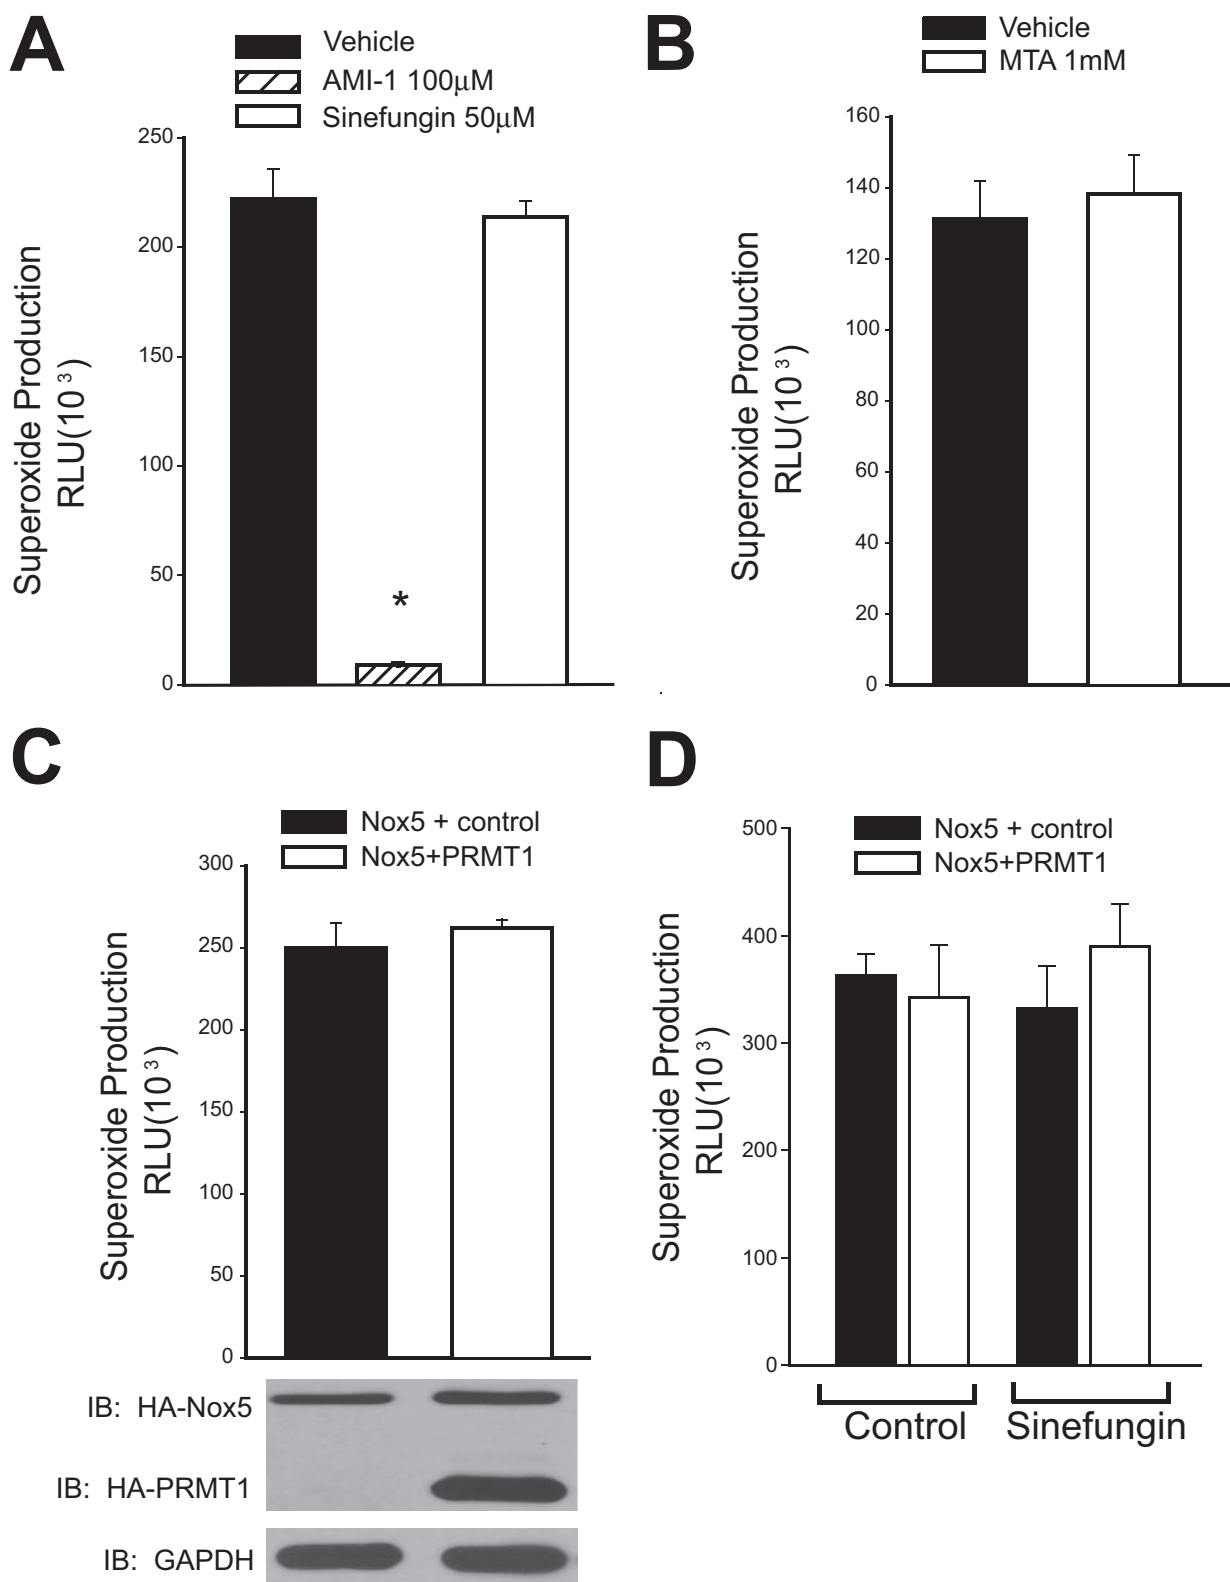 A
Vehicle
AMI-1 100μM
Sinefungin 50μM
250
200
150
100
50
0
Superoxide Production
RLU(10³)
*
B
Vehicle
MTA 1mM
160
140
120
100
80
60
40
20
0
Superoxide Production
RLU(10³)
C
Nox5 + control
Nox5+PRMT1
300
250
200
150
100
50
0
Superoxide Production
RLU(10³)
IB: HA-Nox5
IB: HA-PRMT1
IB: GAPDH
D
Nox5 + control
Nox5+PRMT1
500
400
300
200
100
0
Superoxide Production
RLU(10³)
Control
Sinefungin